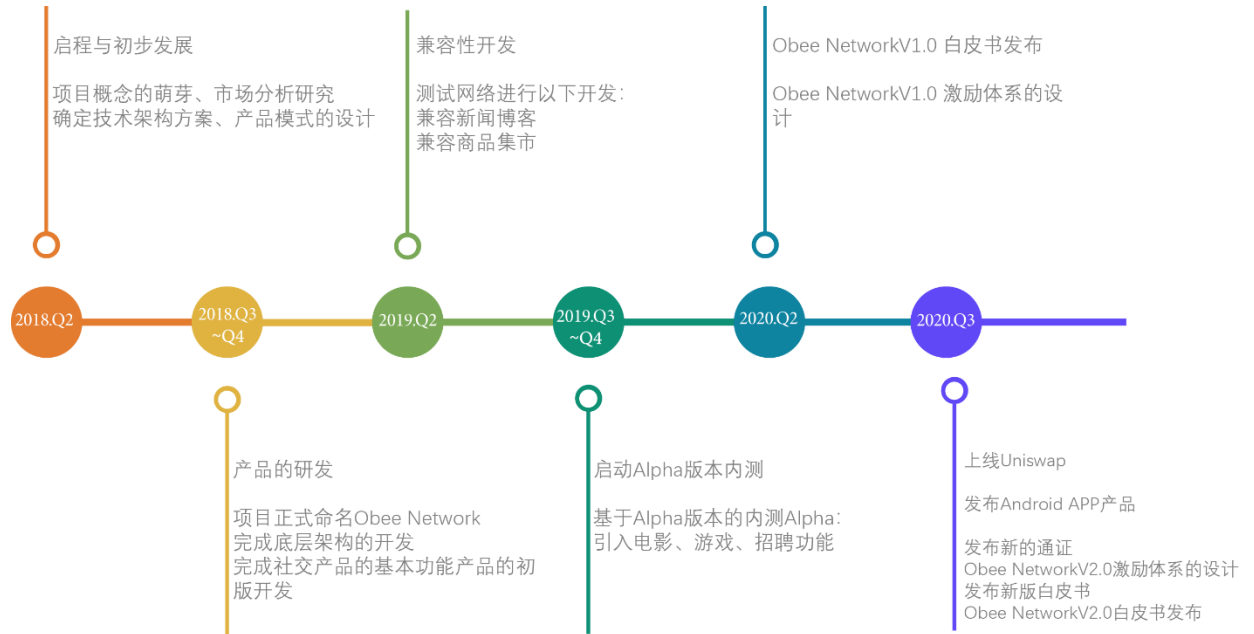 启程与初步发展
项目概念的萌芽、市场分析研究
确定技术架构方案、产品模式的设计
兼容性开发
测试网络进行以下开发：
兼容新闻博客
兼容商品集市
Obee NetworkV1.0 白皮书发布
Obee NetworkV1.0 激励体系的设
计
2018.Q2
2018.Q3
~Q4
2019.Q2
2019.Q3
~Q4
2020.Q2
2020.Q3
产品的研发
项目正式命名Obee Network
完成底层架构的开发
完成社交产品的基本功能产品的初
版开发
启动Alpha版本内测
基于Alpha版本的内测Alpha：
引入电影、游戏、招聘功能
上线Uniswap
发布Android APP产品
发布新的通证
Obee NetworkV2.0激励体系的设计
发布新版白皮书
Obee NetworkV2.0白皮书发布